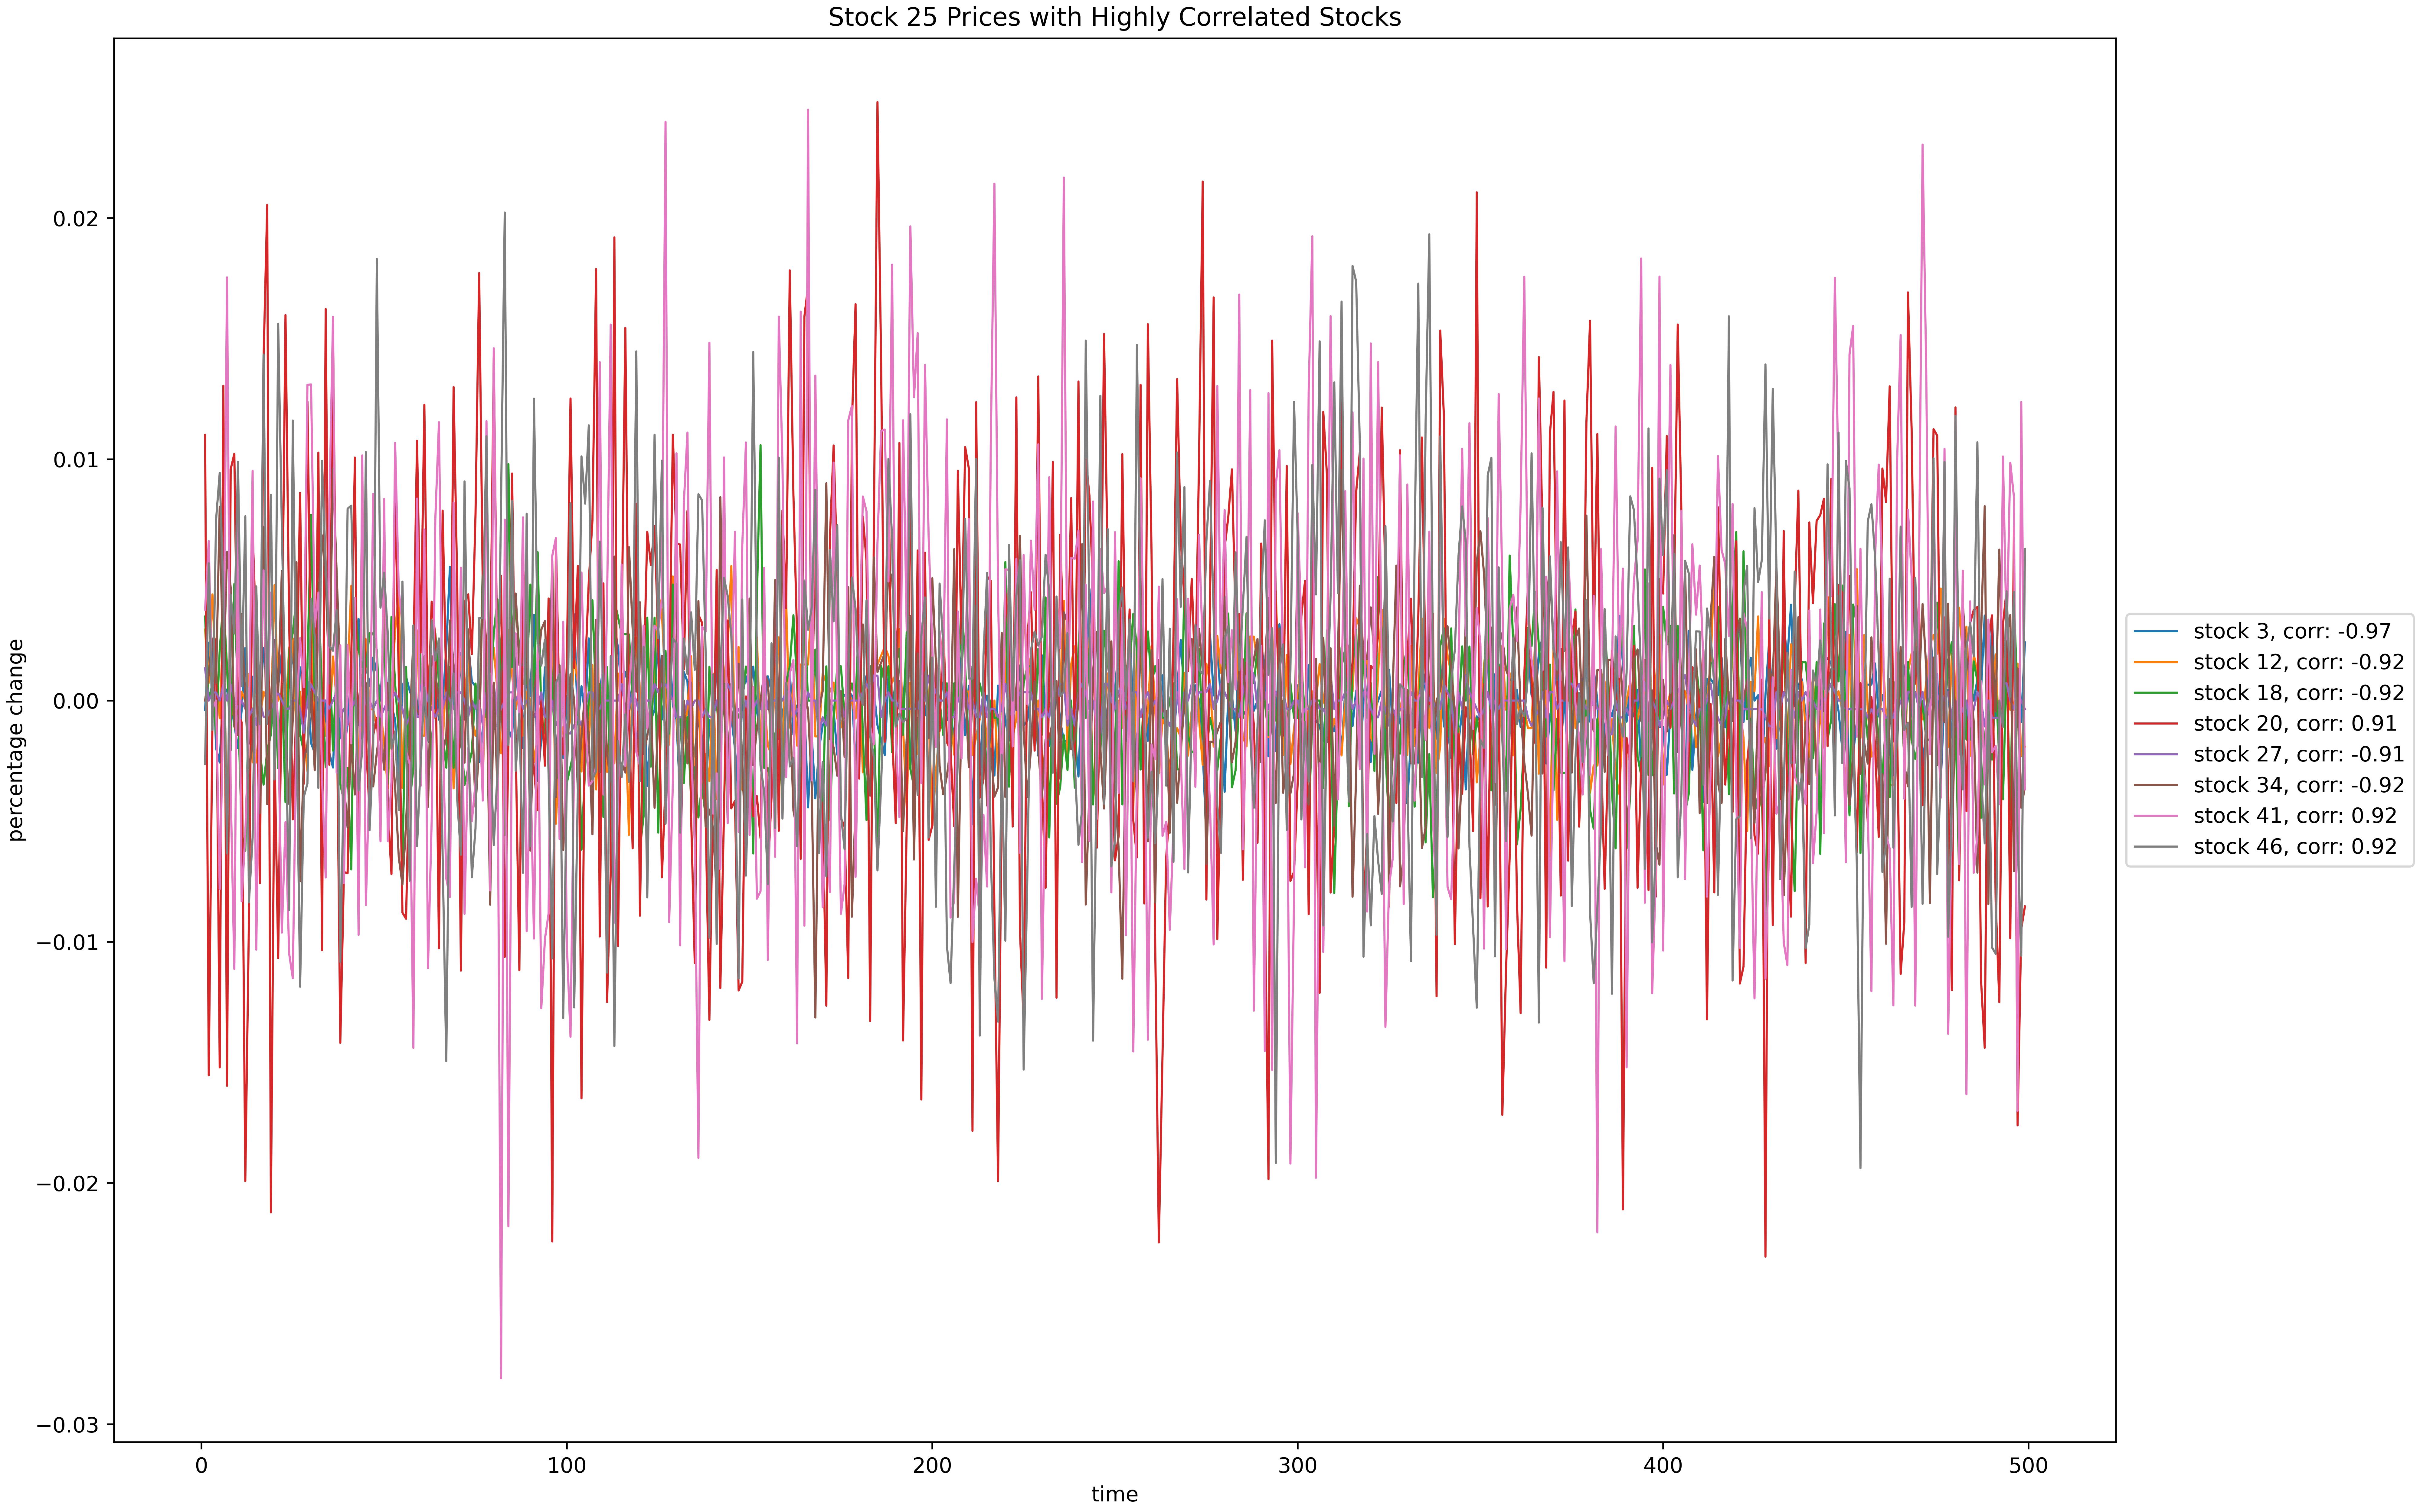 Stock 25 Prices with Highly Correlated Stocks
percentage change
0.02
0.01
0.00
−0.01
−0.02
−0.03
0
100
200
300
400
500
time
stock 3, corr: -0.97
stock 12, corr: -0.92
stock 18, corr: -0.92
stock 20, corr: 0.91
stock 27, corr: -0.91
stock 34, corr: -0.92
stock 41, corr: 0.92
stock 46, corr: 0.92